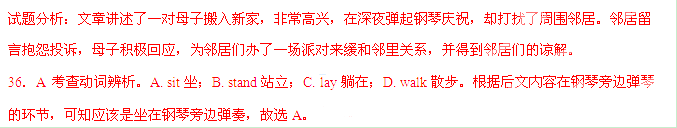 试题分析：文章讲述了一对母子搬入新家，非常高兴，在深夜弹起钢琴庆祝，却打扰了周围邻居。邻居留
言抱怨投诉，母子积极回应，为邻居们办了一场派对来缓和邻里关系，并得到邻居们的谅解。
36．A 考查动词辨析。A. sit 坐；B. stand 站立；C. lay 躺在；D. walk 散步。根据后文内容在钢琴旁边弹琴
的环节，可知应该是坐在钢琴旁边弹奏，故选 A。